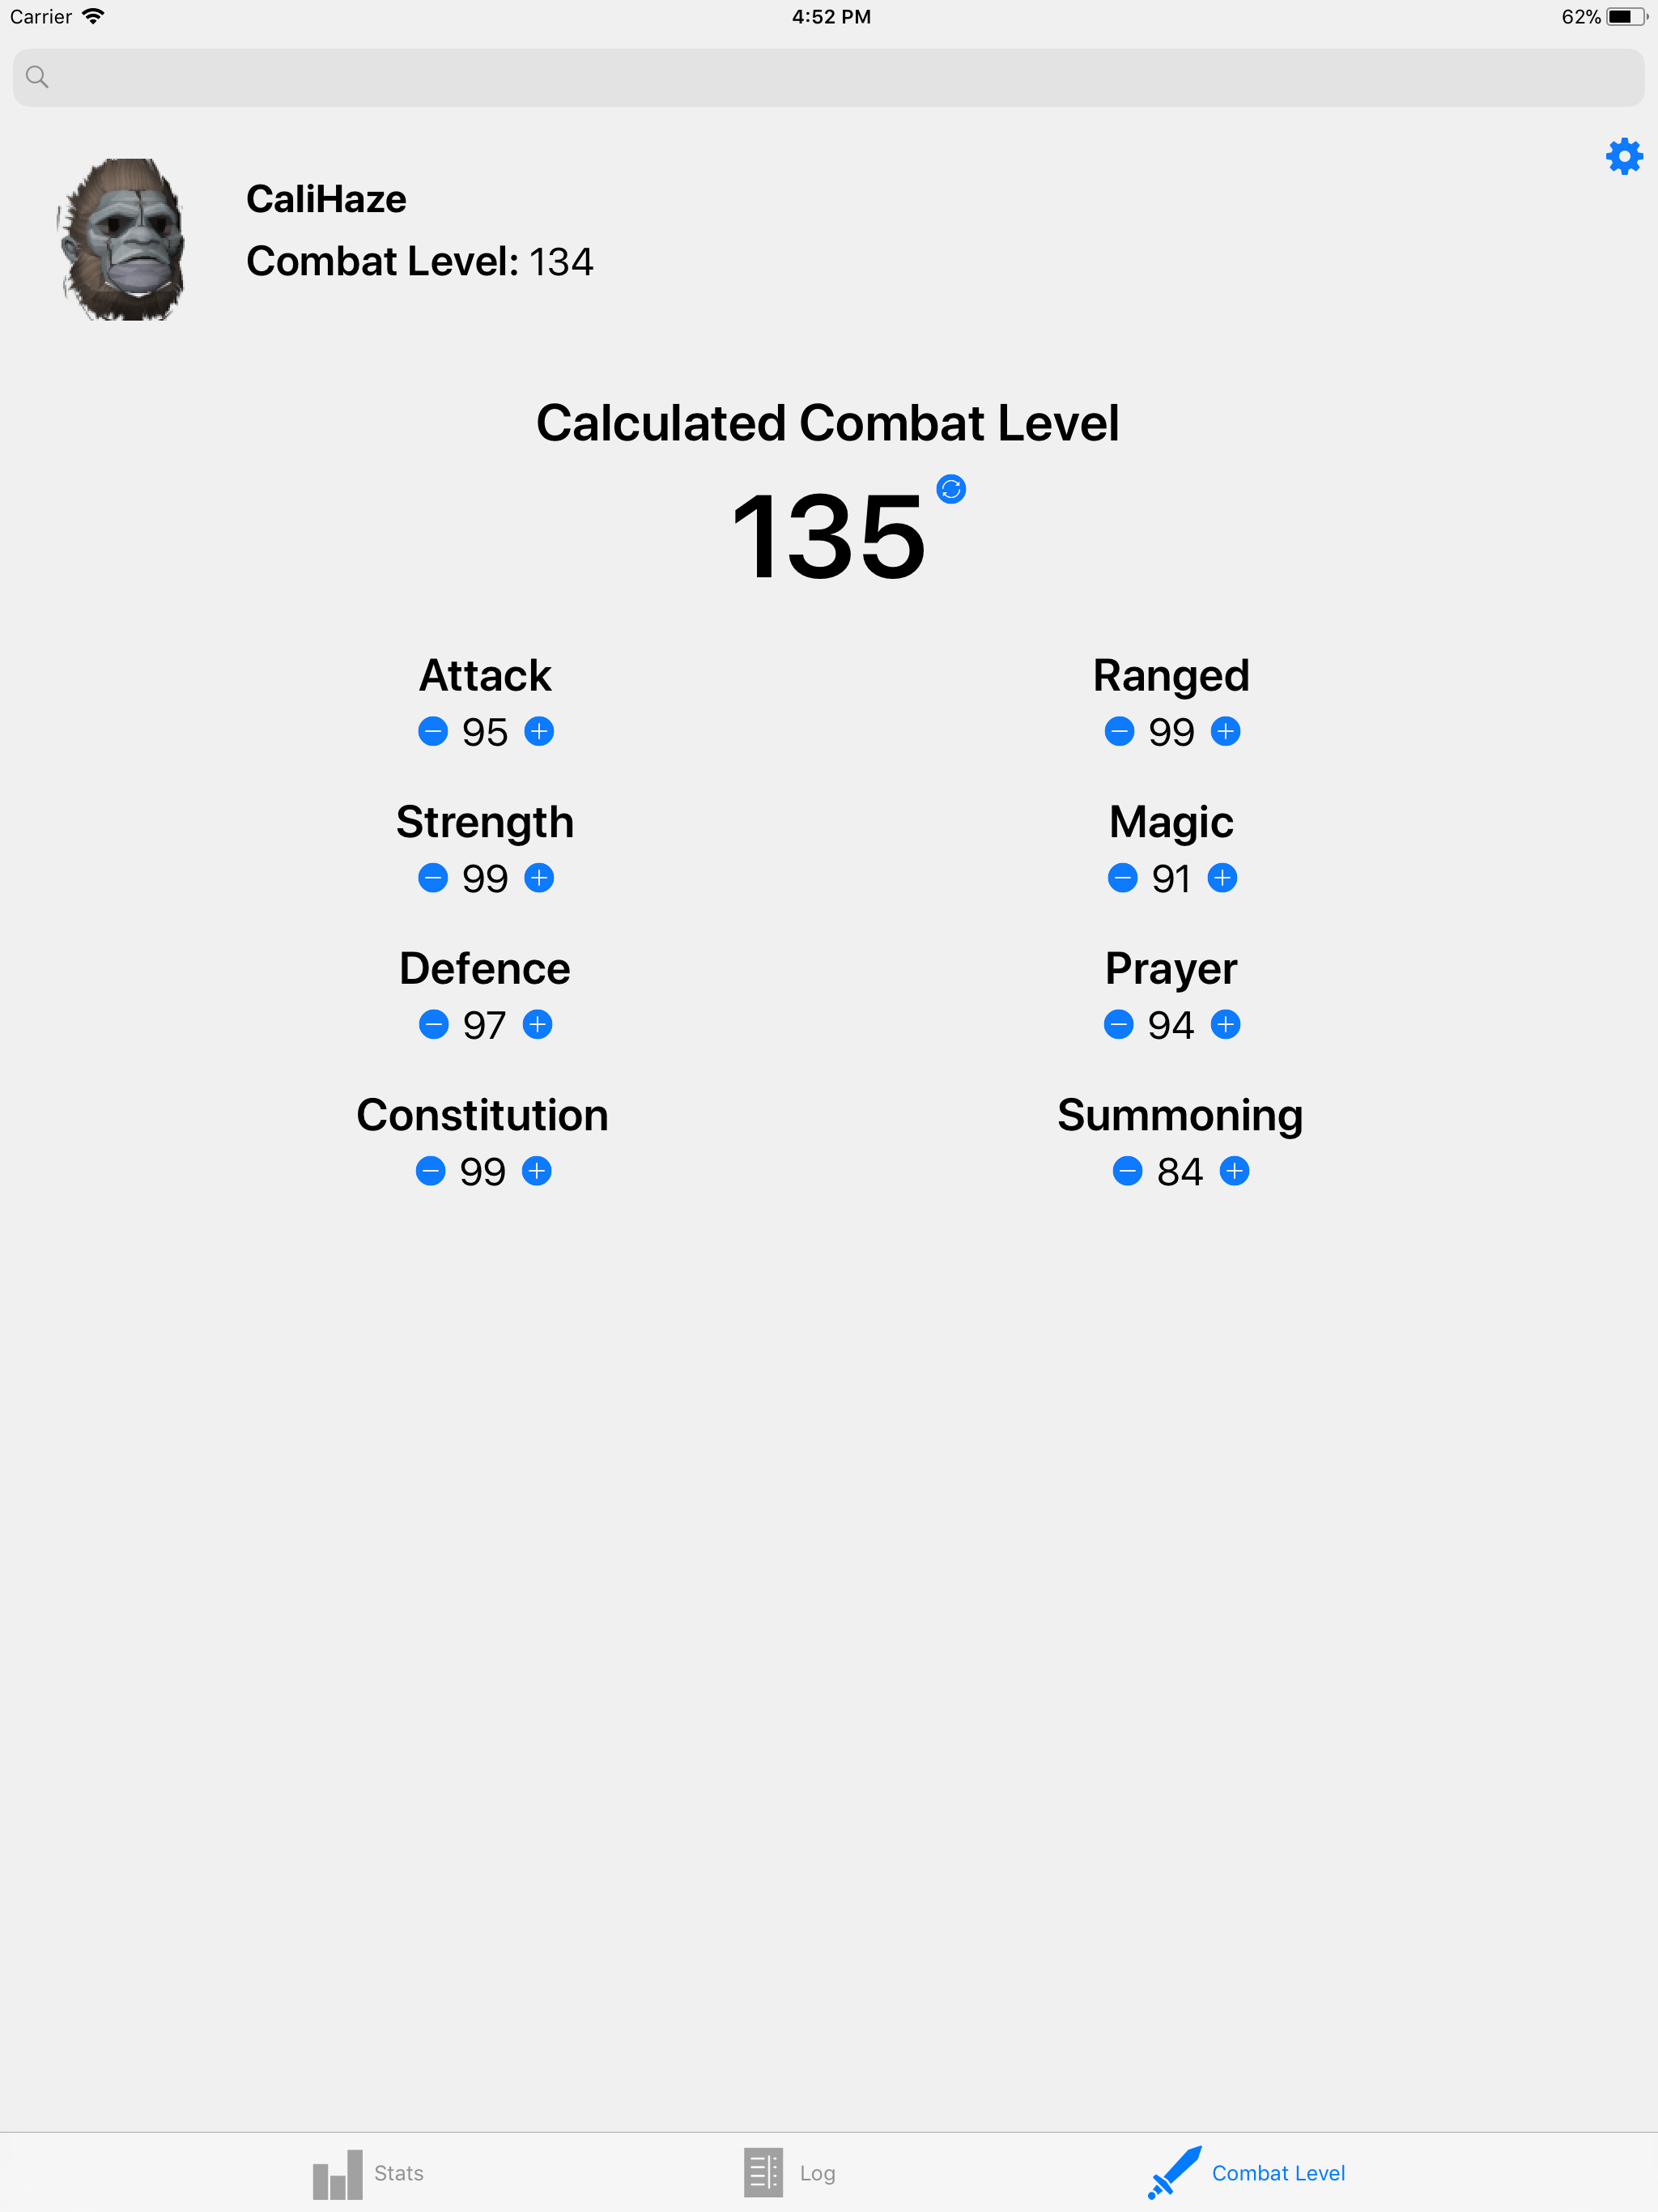 Carrier 4:52 PM 62%
CaliHaze
Combat Level: 134
Calculated Combat Level
135
Attack Ranged
95 99
Strength Magic
99 91
Defence Prayer
97 94
Constitution Summoning
99 84
Stats Log Combat Level